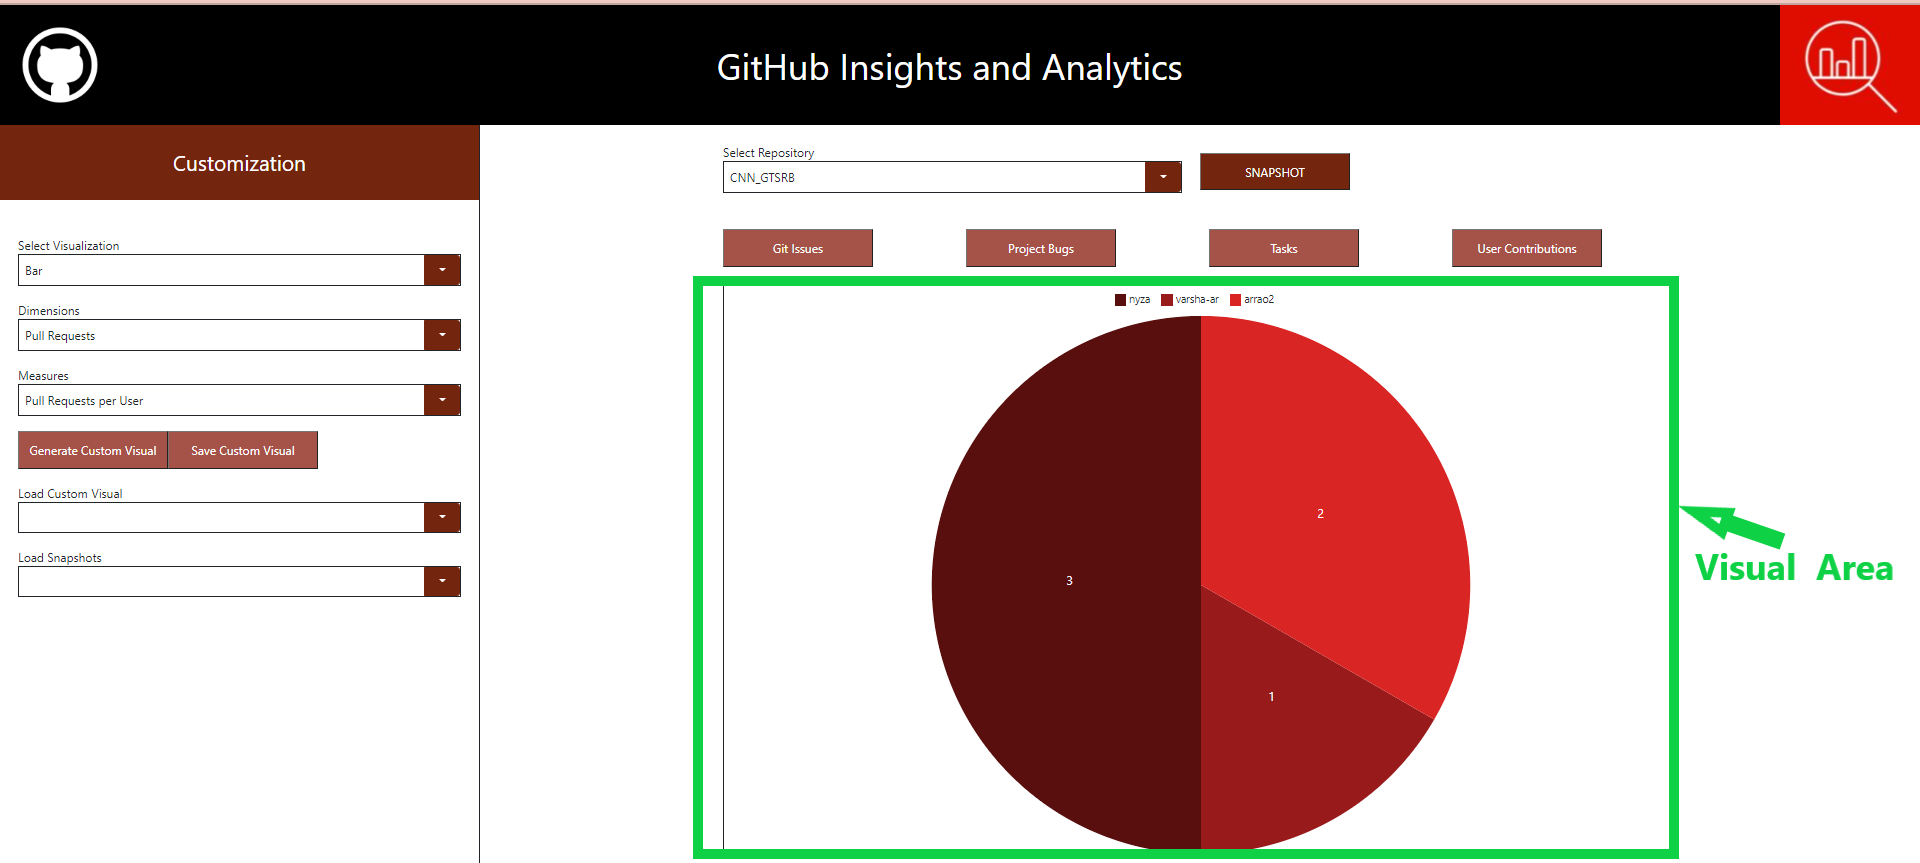 GitHub Insights and Analytics
Customization
Select Visualization
Bar
Dimensions
Pull Requests
Measures
Pull Requests per User
Generate Custom Visual
Save Custom Visual
Load Custom Visual
Load Snapshots
Select Repository
CNN_GTSRB
SNAPSHOT
Git Issues
Project Bugs
Tasks
User Contributions
nyza
varsha-ar
arrao2
2
3
1
Visual Area